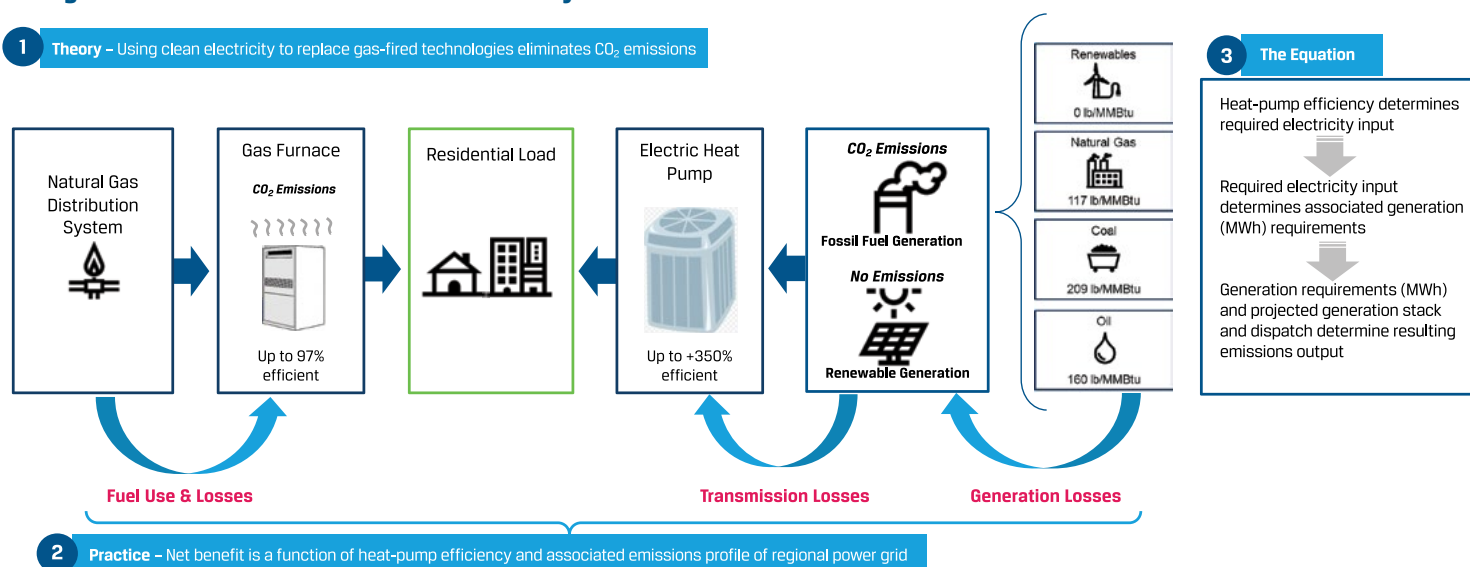 1
Theory – Using clean electricity to replace gas-fired technologies eliminates CO₂ emissions
Natural Gas
Distribution
System
Gas Furnace
CO₂ Emissions
Up to 97%
efficient
Residential Load
Electric Heat
Pump
Up to +350%
efficient
CO₂ Emissions
Fossil Fuel Generation
No Emissions
Renewable Generation
Renewables
0 lb/MMBtu
Natural Gas
117 lb/MMBtu
Coal
209 lb/MMBtu
Oil
160 lb/MMBtu
3
The Equation
Heat-pump efficiency determines
required electricity input
Required electricity input
determines associated generation
(MWh) requirements
Generation requirements (MWh)
and projected generation stack
and dispatch determine resulting
emissions output
Fuel Use & Losses
Transmission Losses
Generation Losses
2
Practice – Net benefit is a function of heat-pump efficiency and associated emissions profile of regional power grid